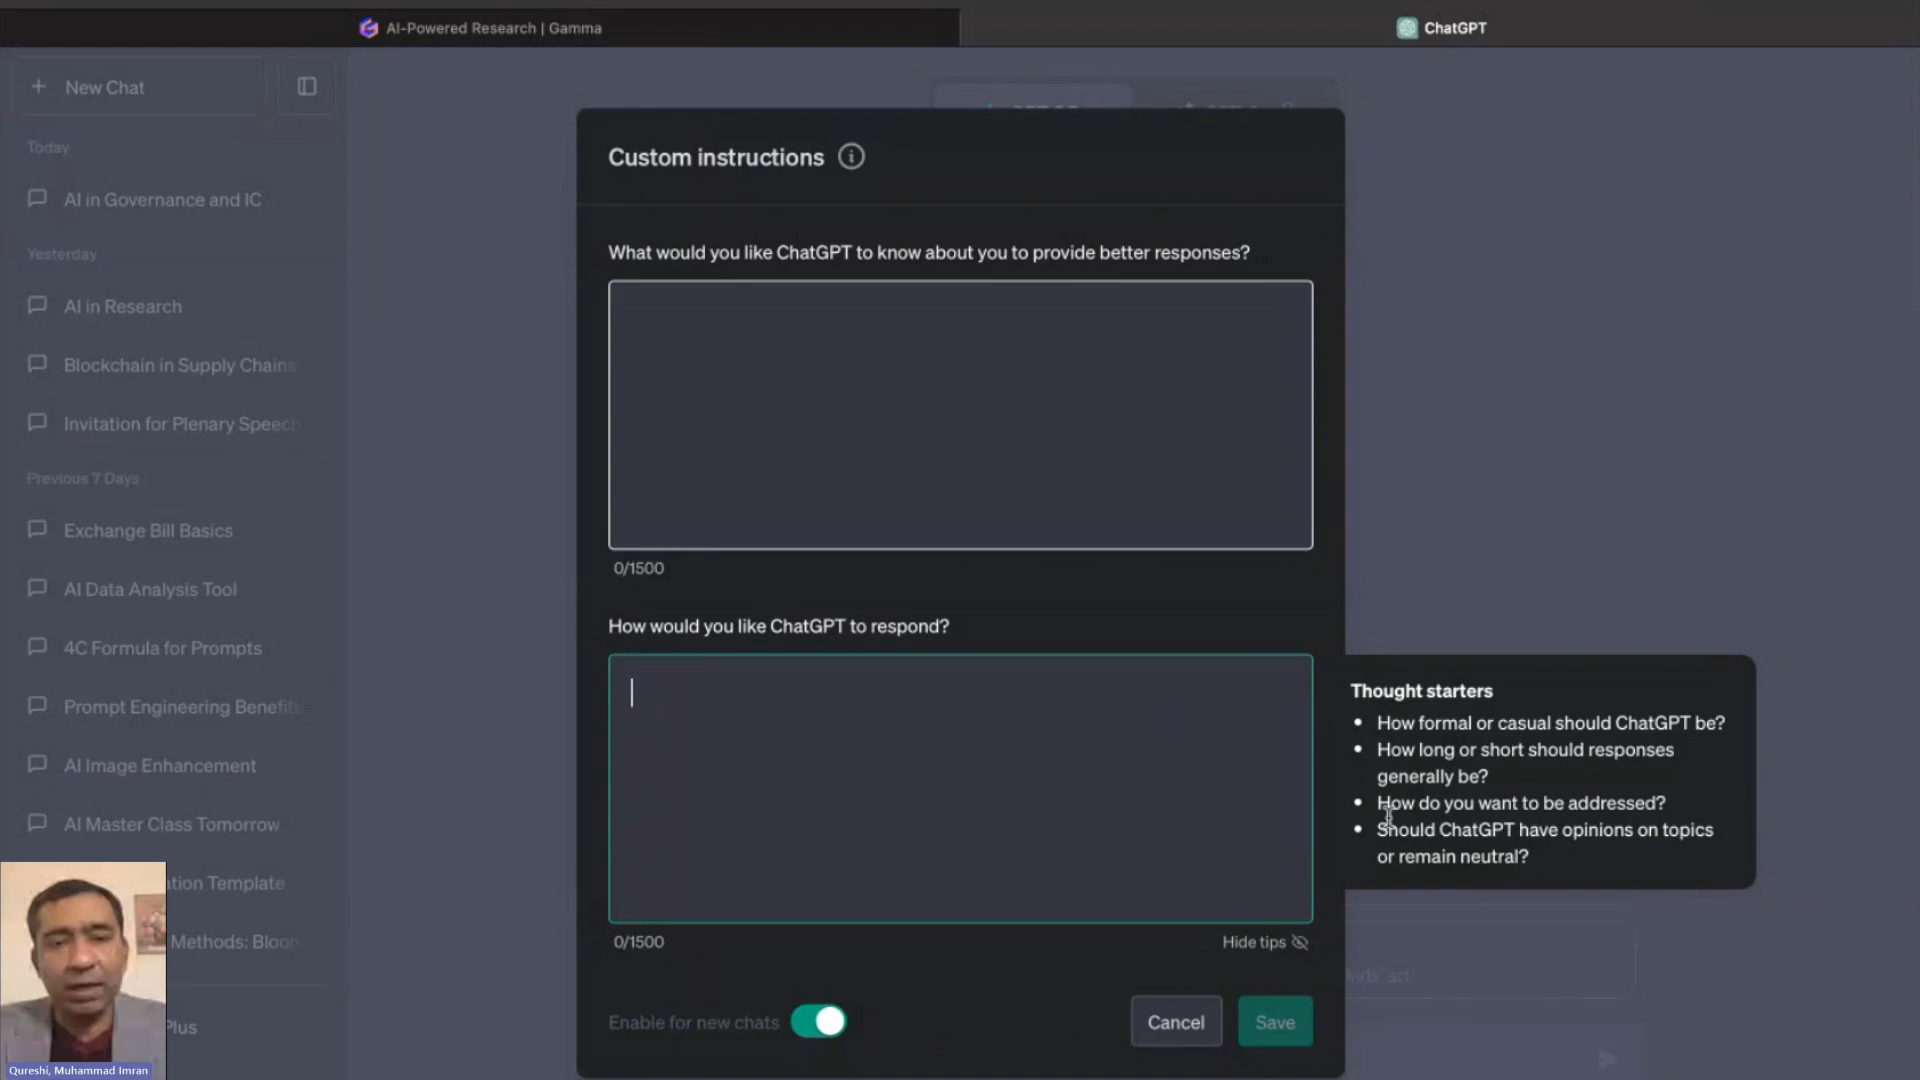 AI-Powered Research | Gamma
ChatGPT
New Chat
Today
AI in Governance and IC
Yesterday
AI in Research
Blockchain in Supply Chains
Invitation for Plenary Speech
Previous 7 Days
Exchange Bill Basics
AI Data Analysis Tool
4C Formula for Prompts
Prompt Engineering Benefits
AI Image Enhancement
AI Master Class Tomorrow
ation Template
Methods: Bloon
Plus
Qureshi, Muhammad Imran
Custom instructions
What would you like ChatGPT to know about you to provide better responses?
0/1500
How would you like ChatGPT to respond?
0/1500
Hide tips
Enable for new chats
Cancel
Save
Thought starters
• How formal or casual should ChatGPT be?
• How long or short should responses
generally be?
• How do you want to be addressed?
• Should ChatGPT have opinions on topics
or remain neutral?
kids' art